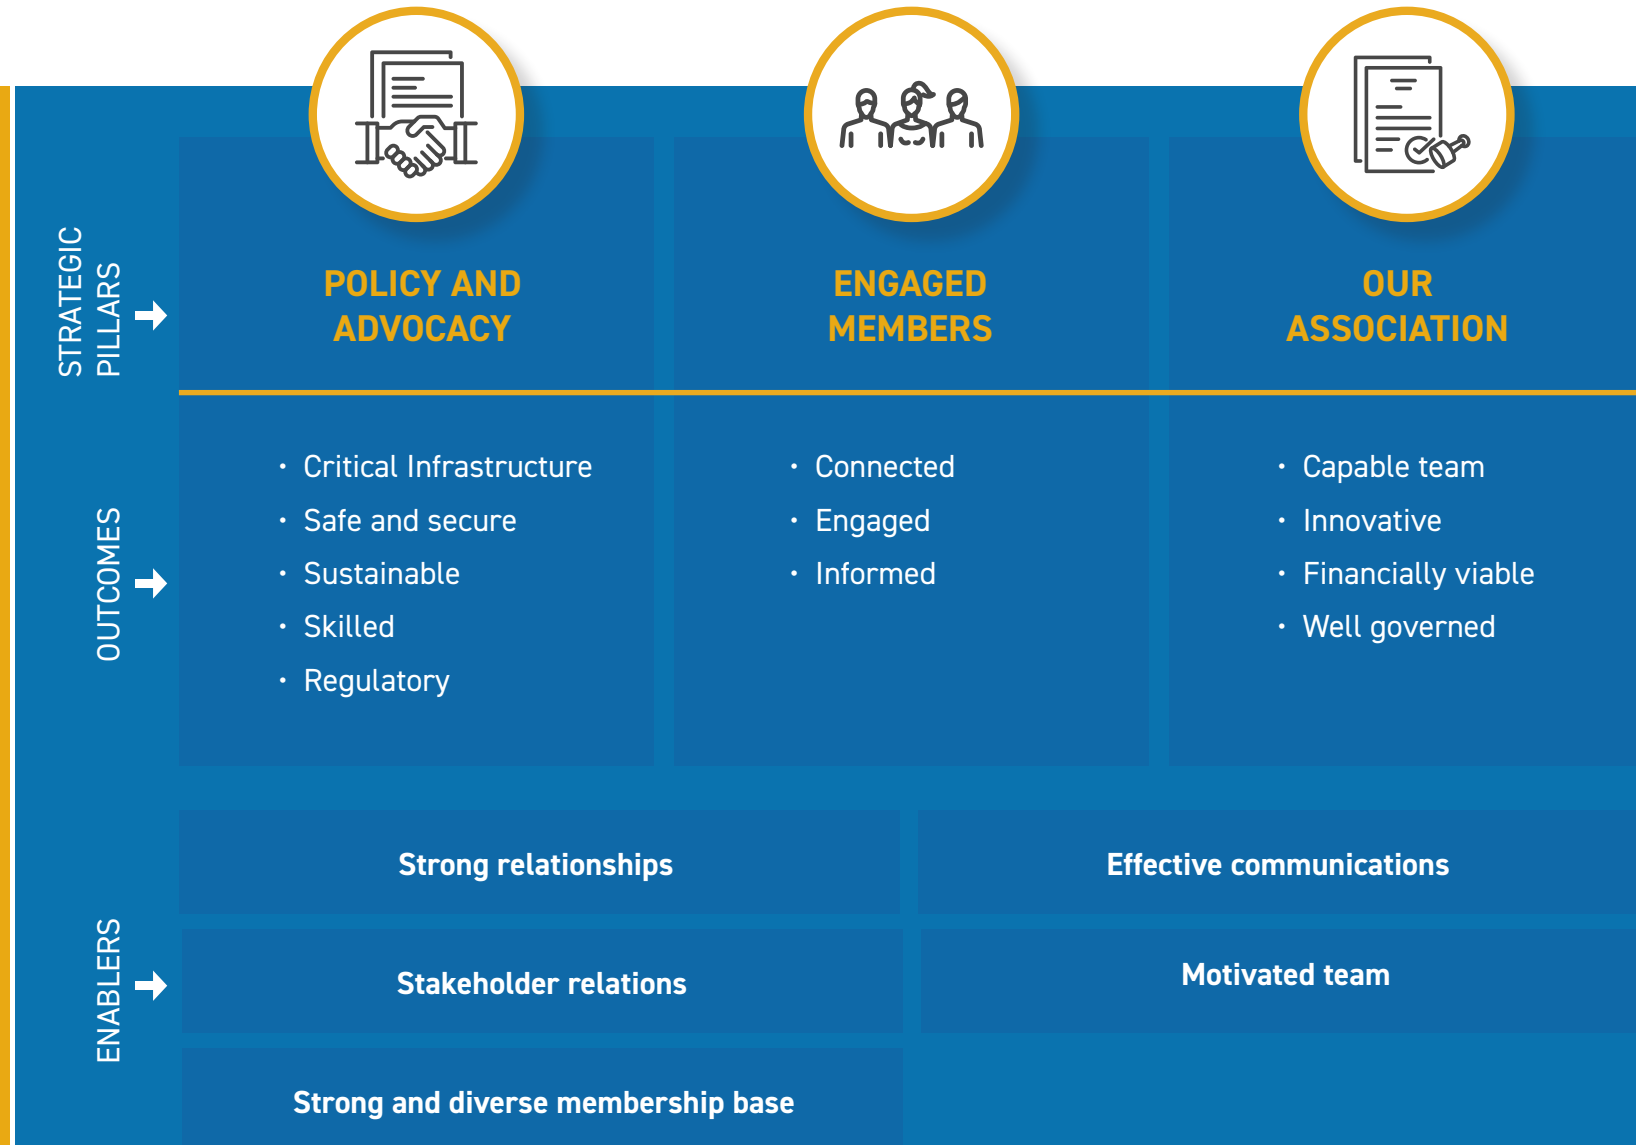 STRATEGIC
PILLARS
POLICY AND
ADVOCACY
ENGAGED
MEMBERS
OUR
ASSOCIATION
OUTCOMES
· Critical Infrastructure
· Safe and secure
· Sustainable
· Skilled
· Regulatory
· Connected
· Engaged
· Informed
· Capable team
· Innovative
· Financially viable
· Well governed
ENABLERS
Strong relationships
Effective communications
Stakeholder relations
Motivated team
Strong and diverse membership base